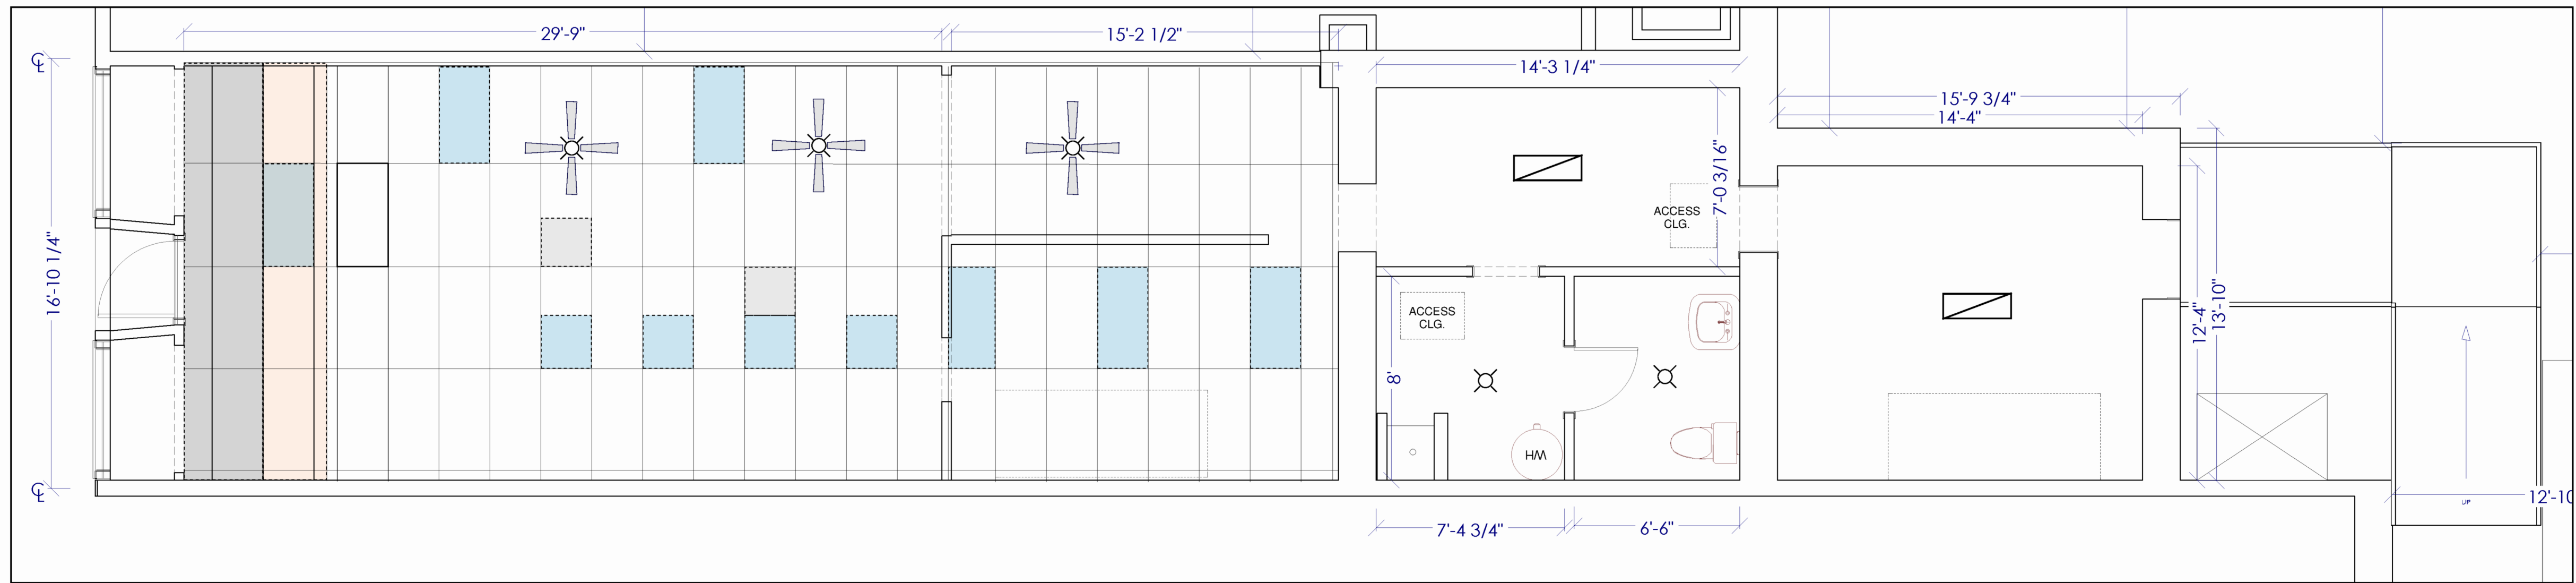 29'-9"
15'-2 1/2"
14'-3 1/4"
15'-9 3/4"
14'-4"
℄
16'-10 1/4"
℄
ACCESS
CLG.
7'-0 3/16"
ACCESS
CLG.
8'
WH
12'-4"
13'-10"
UP
12'-10
7'-4 3/4"
6'-6"